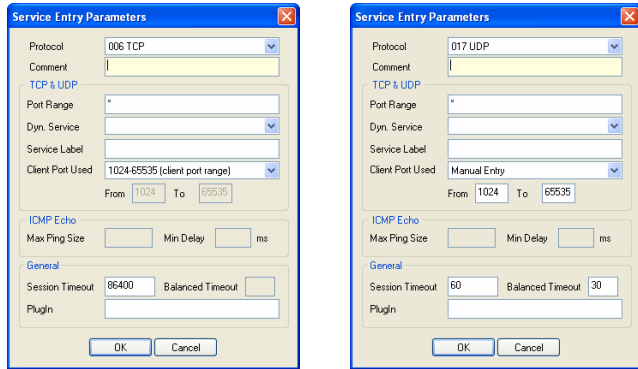 Service Entry Parameters
Protocol 006 TCP
Comment
TCP & UDP
Port Range *
Dyn. Service
Service Label
Client Port Used 1024-65535 (client port range)
From 1024 To 65535
ICMP Echo
Max Ping Size Min Delay ms
General
Session Timeout 86400 Balanced Timeout
PlugIn
OK Cancel
Service Entry Parameters
Protocol 017 UDP
Comment
TCP & UDP
Port Range *
Dyn. Service
Service Label
Client Port Used Manual Entry
From 1024 To 65535
ICMP Echo
Max Ping Size Min Delay ms
General
Session Timeout 60 Balanced Timeout 30
PlugIn
OK Cancel